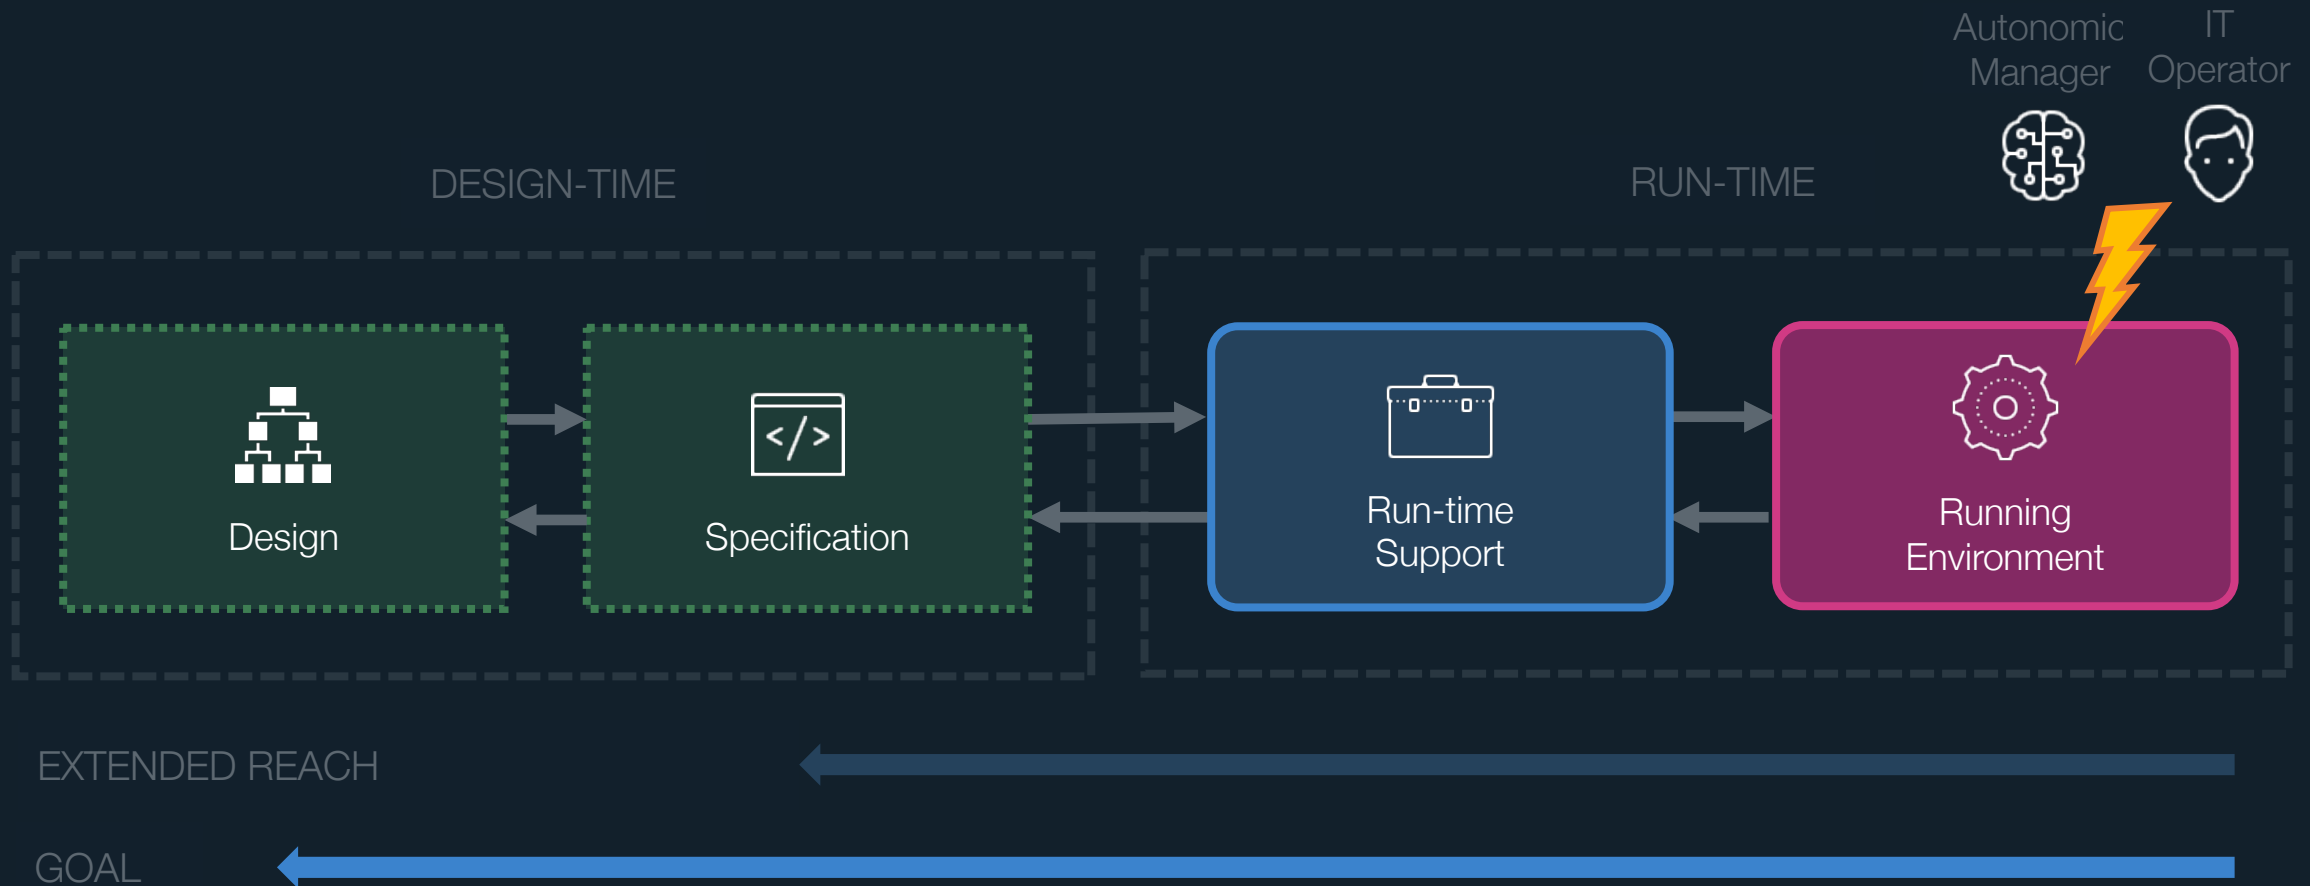 Autonomic
Manager
IT
Operator
DESIGN-TIME
RUN-TIME
</>
Design
Specification
Run-time
Support
Running
Environment
EXTENDED REACH
GOAL